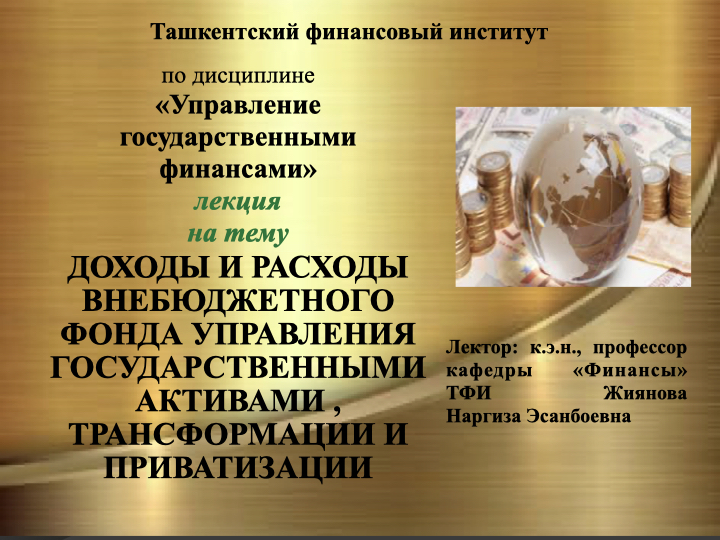 Ташкентский финансовый институт
по дисциплине
«Управление
государственными
финансами»
лекция
на тему
ДОХОДЫ И РАСХОДЫ
ВНЕБЮДЖЕТНОГО
ФОНДА УПРАВЛЕНИЯ
ГОСУДАРСТВЕННЫМИ
АКТИВАМИ ,
ТРАНСФОРМАЦИИ И
ПРИВАТИЗАЦИИ
Лектор: к.э.н., профессор
кафедры «Финансы»
ТФИ Жиянова
Наргиза Эсанбоевна